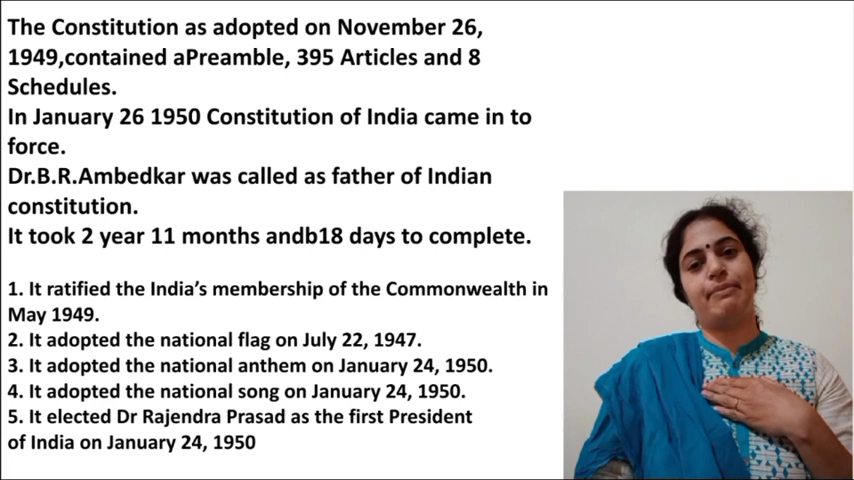 The Constitution as adopted on November 26,
1949,contained aPreamble, 395 Articles and 8
Schedules.
In January 26 1950 Constitution of India came in to
force.
Dr.B.R.Ambedkar was called as father of Indian
constitution.
It took 2 year 11 months andb18 days to complete.
1. It ratified the India’s membership of the Commonwealth in
May 1949.
2. It adopted the national flag on July 22, 1947.
3. It adopted the national anthem on January 24, 1950.
4. It adopted the national song on January 24, 1950.
5. It elected Dr Rajendra Prasad as the first President
of India on January 24, 1950